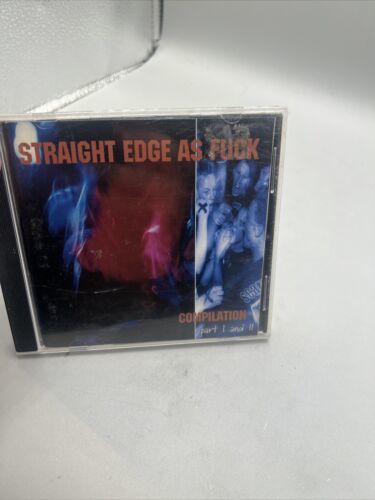 STRAIGHT EDGE AS FUCK
COMPILATION
part I and II